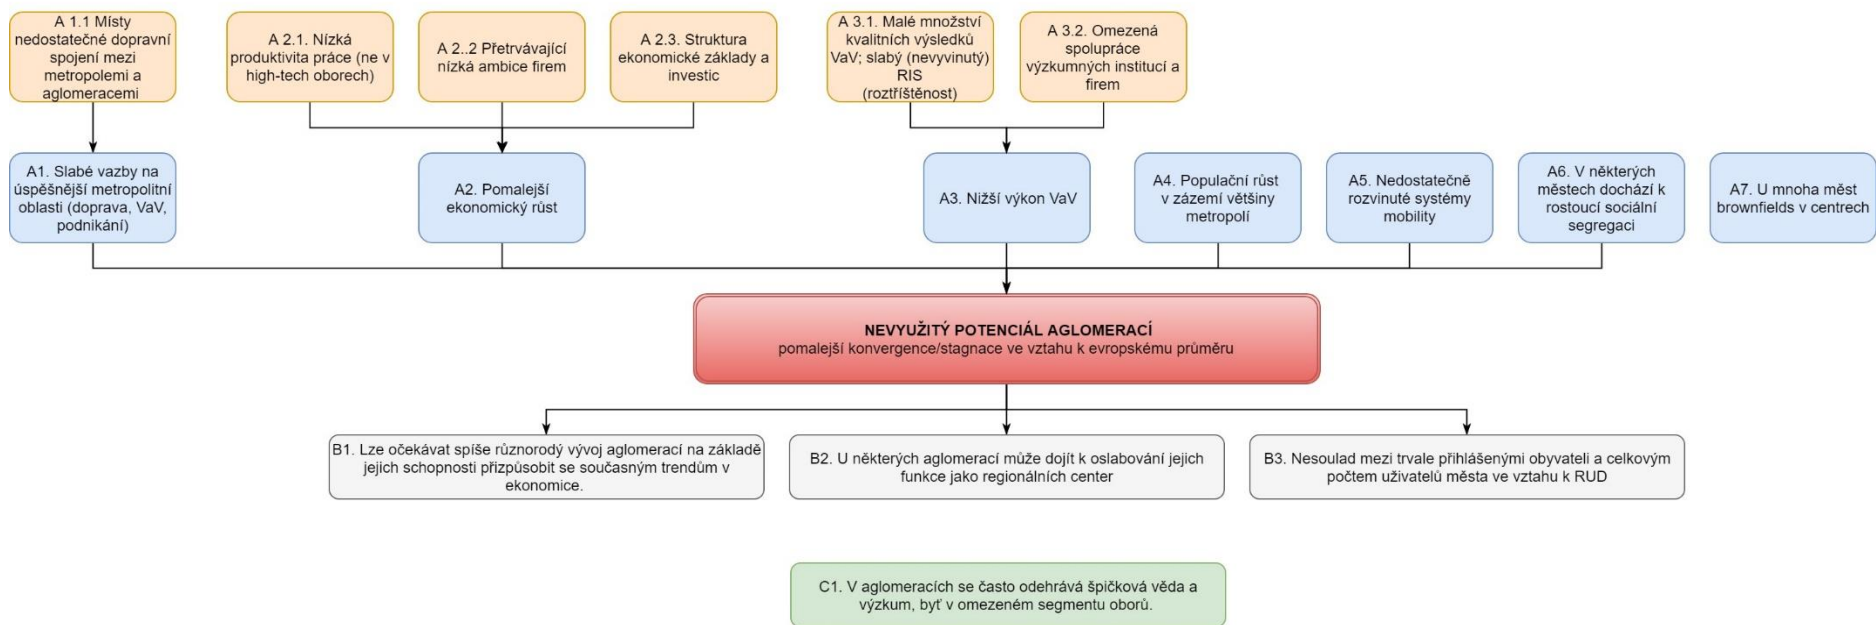 A 1.1 Místy
nedostatečné dopravní
spojení mezi
metropolemi a
aglomeracemi
A 2.1. Nízká
produktivita práce (ne v
high-tech oborech)
A 2..2 Přetrvávající
nízká ambice firem
A 2.3. Struktura
ekonomické základy a
investic
A 3.1. Malé množství
kvalitních výsledků
VaV; slabý (nevyvinutý)
RIS
(roztříštěnost)
A 3.2. Omezená
spolupráce
výzkumných institucí a
firem
A1. Slabé vazby na
úspěšnější metropolitní
oblasti (doprava, VaV,
podnikání)
A2. Pomalejší
ekonomický růst
A3. Nižší výkon VaV
A4. Populační růst
v zázemí většiny
metropolí
A5. Nedostatečně
rozvinuté systémy
mobility
A6. V některých
městech dochází k
rostoucí sociální
segregaci
A7. U mnoha měst
brownfields v centrech
NEVYUŽITÝ POTENCIÁL AGLOMERACÍ
pomalejší konvergence/stagnace ve vztahu k evropskému průměru
B1. Lze očekávat spíše různorodý vývoj aglomerací na základě
jejich schopnosti přizpůsobit se současným trendům v
ekonomice.
B2. U některých aglomerací může dojít k oslabování jejich
funkce jako regionálních center
B3. Nesoulad mezi trvale přihlášenými obyvateli a celkovým
počtem uživatelů města ve vztahu k RUD
C1. V aglomeracích se často odehrává špičková věda a
výzkum, byť v omezeném segmentu oborů.